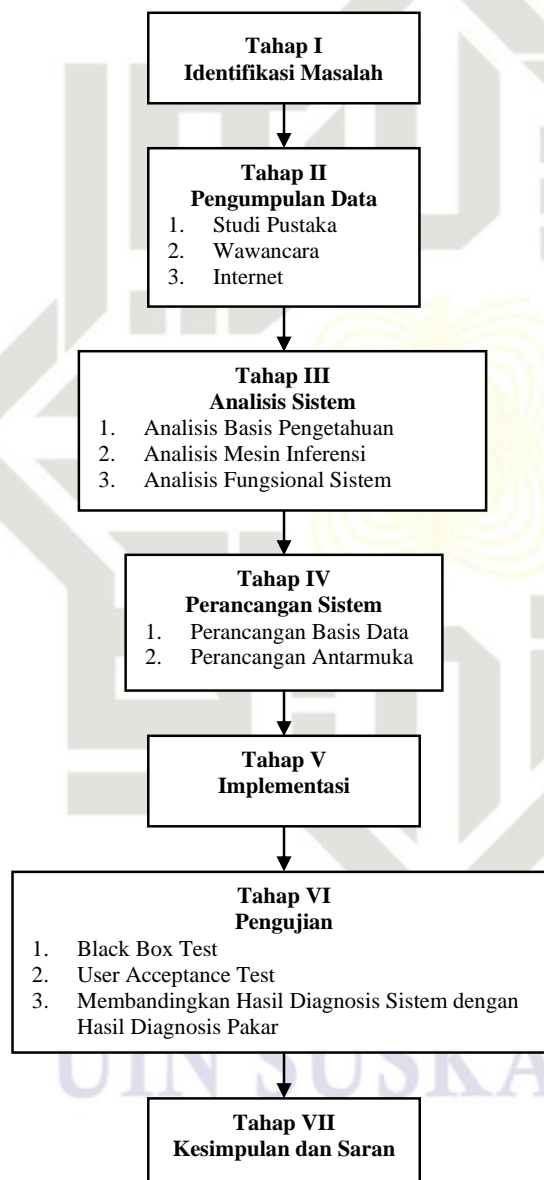 Tahap I
Identifikasi Masalah
Tahap II
Pengumpulan Data
1. Studi Pustaka
2. Wawancara
3. Internet
Tahap III
Analisis Sistem
1. Analisis Basis Pengetahuan
2. Analisis Mesin Inferensi
3. Analisis Fungsional Sistem
Tahap IV
Perancangan Sistem
1. Perancangan Basis Data
2. Perancangan Antarmuka
Tahap V
Implementasi
Tahap VI
Pengujian
1. Black Box Test
2. User Acceptance Test
3. Membandingkan Hasil Diagnosis Sistem dengan
Hasil Diagnosis Pakar
UIN SUSKA
Tahap VII
Kesimpulan dan Saran